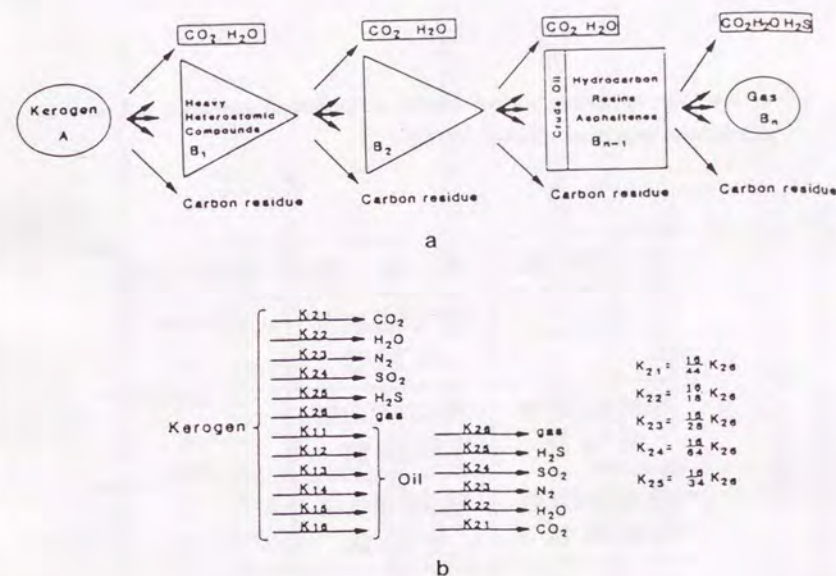 CO2 H2O
CO2 H2O
CO2 H2O
CO2 H2O H2S
Kerogen
A
Heavy
Heteroatomic
Compounds
B1
B2
Crude Oil
Hydrocarbon
Resins
Asphaltenes
Bn-1
Gas
Bn
Carbon residue
Carbon residue
Carbon residue
Carbon residue
a
Kerogen
K21 CO2
K22 H2O
K23 N2
K24 SO2
K25 H2S
K26 gas
K11
K12
K13
K14
K15
K16
Oil
K26 gas
K25 H2S
K24 SO2
K23 N2
K22 H2O
K21 CO2
K21= 16/44 K26
K22= 16/18 K26
K23= 16/28 K26
K24= 16/64 K26
K25= 16/34 K26
b